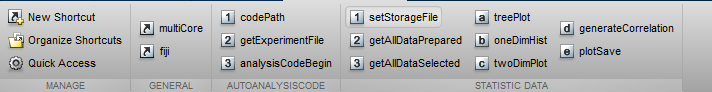 New Shortcut
Organize Shortcuts
Quick Access
MANAGE
multiCore
fiji
GENERAL
1 codePath
2 getExperimentFile
3 analysisCodeBegin
AUTOANALYSISCODE
1 setStorageFile
2 getAllDataPrepared
3 getAllDataSelected
a treePlot
b oneDimHist
c twoDimPlot
d generateCorrelation
e plotSave
STATISTIC DATA